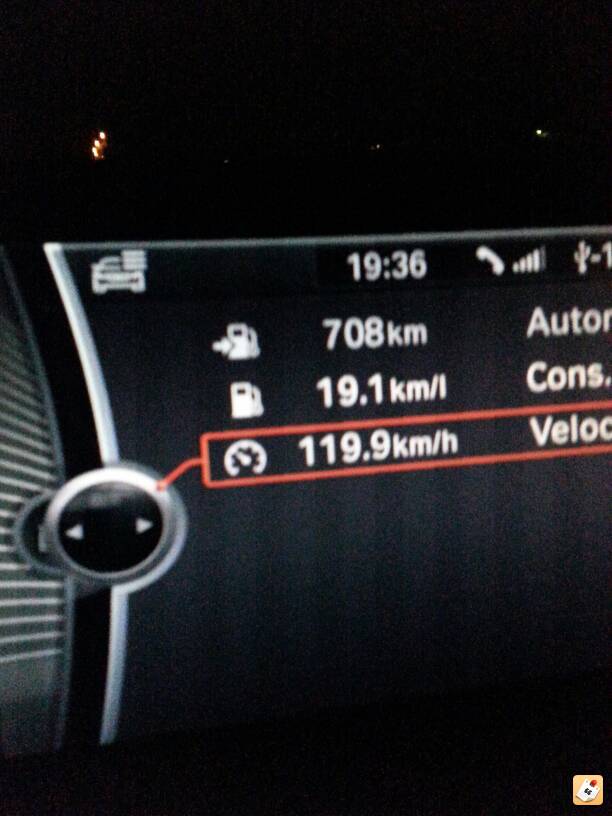 19:36
708km Autor
19.1km/l Cons.
119.9km/h Veloc